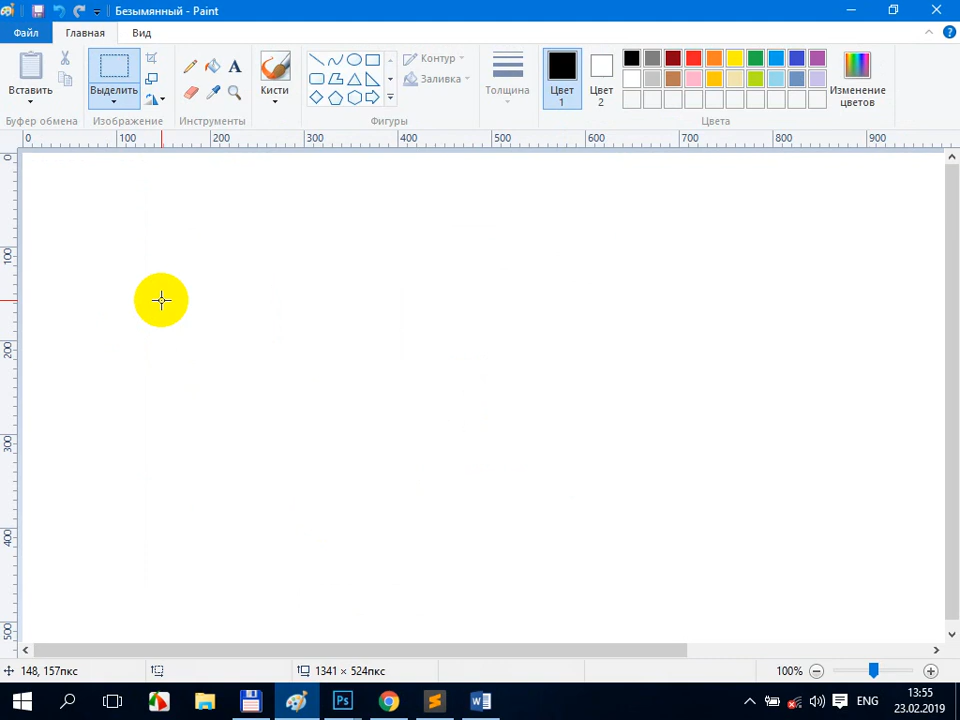 Безымянный - Paint
Файл
Главная
Вид
Вставить
Выделить
Кисти
Контур
Заливка
Толщина
Цвет 1
Цвет 2
Изменение цветов
Буфер обмена
Изображение
Инструменты
Фигуры
Цвета
0 100 200 300 400 500 600 700 800 900
0
100
200
300
400
500
148, 157пкс
1341 × 524пкс
100%
Ps
W
ENG
13:55
23.02.2019